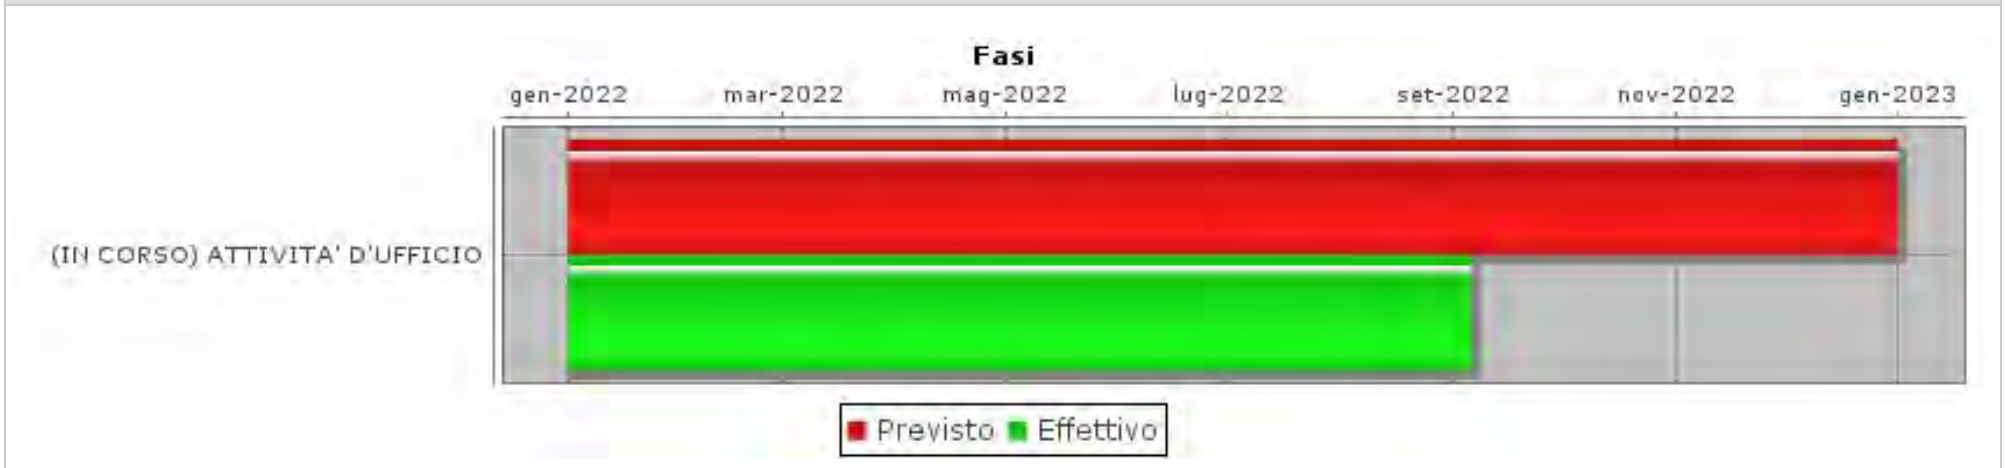 Fasi
gen-2022 mar-2022 mag-2022 lug-2022 set-2022 nov-2022 gen-2023
(IN CORSO) ATTIVITA' D'UFFICIO
Previsto Effettivo